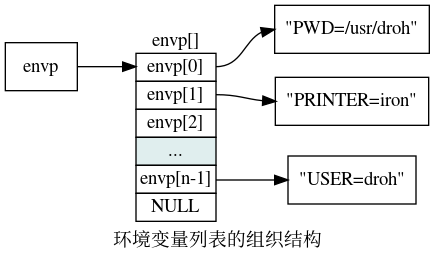 envp[]
envp
envp[0]
envp[1]
envp[2]
...
envp[n-1]
NULL
"PWD=/usr/droh"
"PRINTER=iron"
"USER=droh"
环境变量列表的组织结构